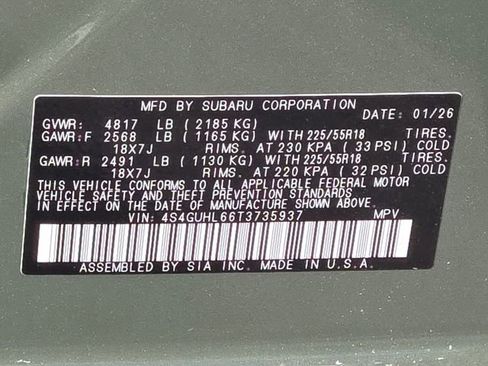 MFD BY SUBARU CORPORATION DATE: 01/26
GVWR: 4817 LB (2185 KG)
GAWR:F 2568 LB (1165 KG) WITH 225/55R18 TIRES.
18X7J RIMS. AT 230 KPA (33 PSI) COLD
GAWR:R 2491 LB (1130 KG) WITH 225/55R18 TIRES.
18X7J RIMS. AT 220 KPA (32 PSI) COLD
THIS VEHICLE CONFORMS TO ALL APPLICABLE FEDERAL MOTOR
VEHICLE SAFETY AND THEFT PREVENTION STANDARDS
IN EFFECT ON THE DATE OF MANUFACTURE SHOWN ABOVE.
VIN: 4S4GUHL66T3735937 MPV
ASSEMBLED BY SIA INC. MADE IN U.S.A.